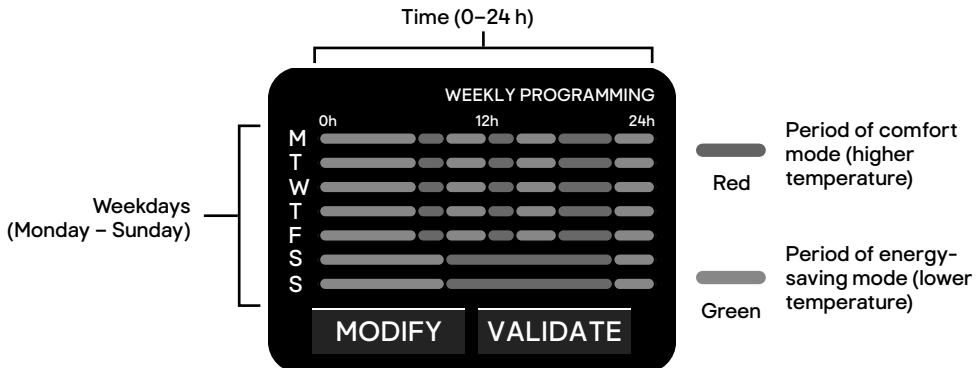 Time (0–24 h)
WEEKLY PROGRAMMING
0h 12h 24h
M
T
W
T
F
S
S
MODIFY VALIDATE
Weekdays
(Monday – Sunday)
Red
Period of comfort
mode (higher
temperature)
Green
Period of energy-
saving mode (lower
temperature)